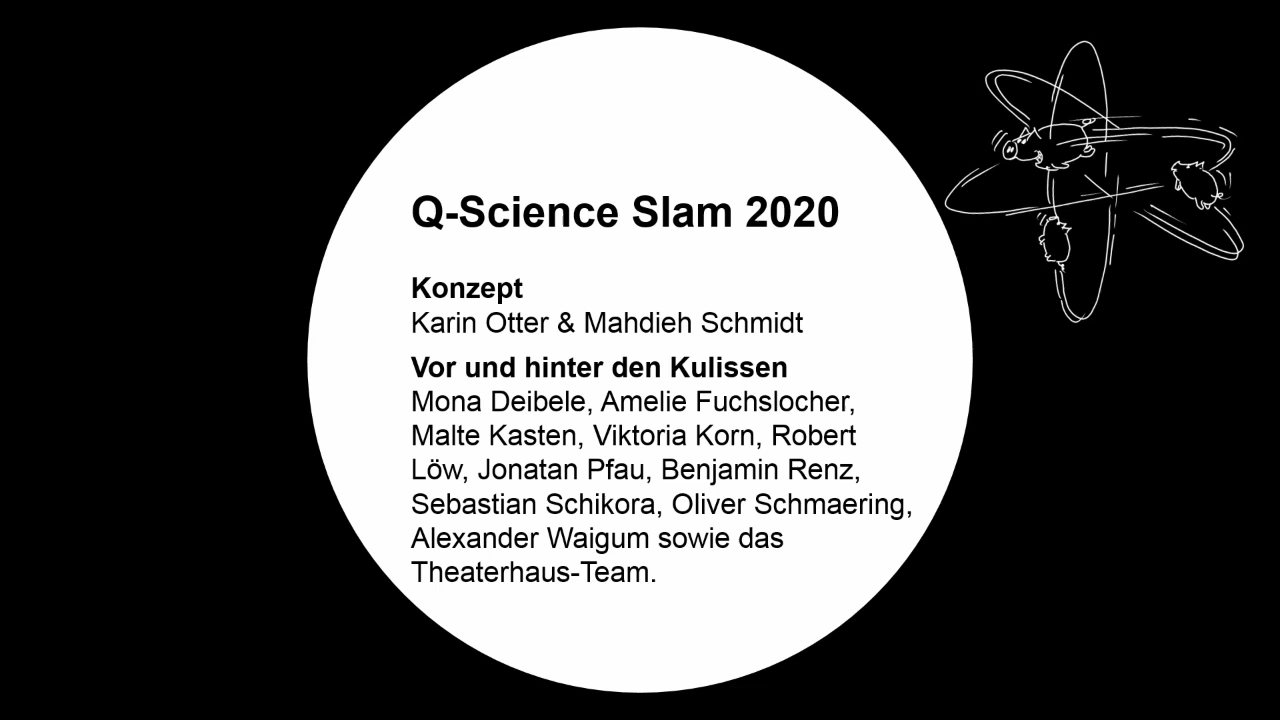 Q-Science Slam 2020
Konzept
Karin Otter & Mahdieh Schmidt
Vor und hinter den Kulissen
Mona Deibele, Amelie Fuchslocher,
Malte Kasten, Viktoria Korn, Robert
Löw, Jonatan Pfau, Benjamin Renz,
Sebastian Schikora, Oliver Schmaering,
Alexander Waigum sowie das
Theaterhaus-Team.